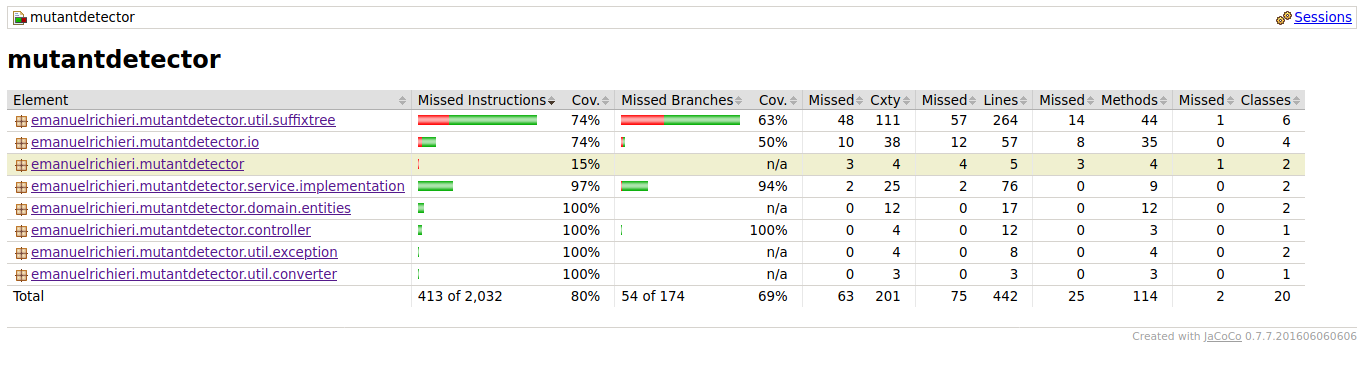 mutantdetector Sessions
mutantdetector
Element Missed Instructions Cov. Missed Branches Cov. Missed Cxty Missed Lines Missed Methods Missed Classes
emanuelrichieri.mutantdetector.util.suffixtree 74% 63% 48 111 57 264 14 44 1 6
emanuelrichieri.mutantdetector.io 74% 50% 10 38 12 57 8 35 0 4
emanuelrichieri.mutantdetector 15% n/a 3 4 4 5 3 4 1 2
emanuelrichieri.mutantdetector.service.implementation 97% 94% 2 25 2 76 0 9 0 2
emanuelrichieri.mutantdetector.domain.entities 100% n/a 0 12 0 17 0 12 0 2
emanuelrichieri.mutantdetector.controller 100% 100% 0 4 0 12 0 3 0 1
emanuelrichieri.mutantdetector.util.exception 100% n/a 0 4 0 8 0 4 0 2
emanuelrichieri.mutantdetector.util.converter 100% n/a 0 3 0 3 0 3 0 1
Total 413 of 2,032 80% 54 of 174 69% 63 201 75 442 25 114 2 20
Created with JaCoCo 0.7.7.201606060606